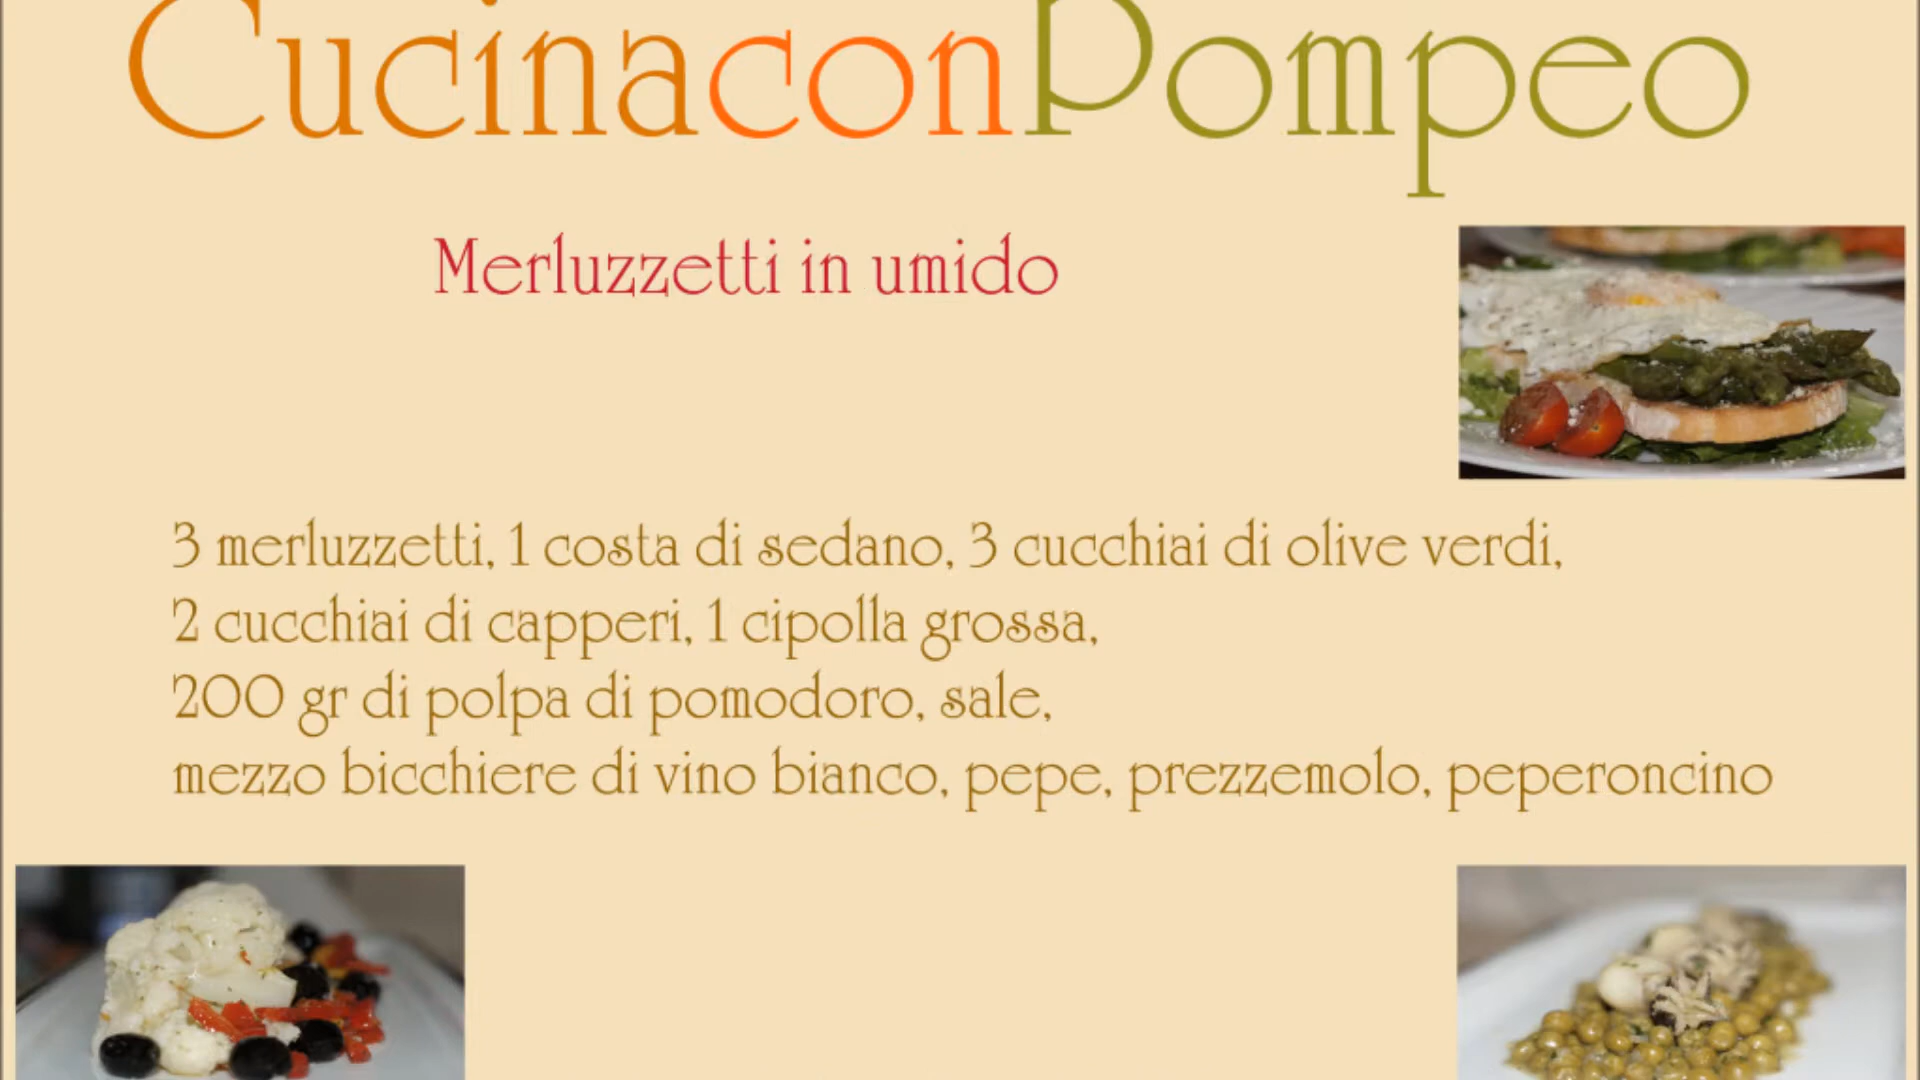 CucinaconPompeo
Merluzzetti in umido
3 merluzzetti, 1 costa di sedano, 3 cucchiai di olive verdi,
2 cucchiai di capperi, 1 cipolla grossa,
200 gr di polpa di pomodoro, sale,
mezzo bicchiere di vino bianco, pepe, prezzemolo, peperoncino